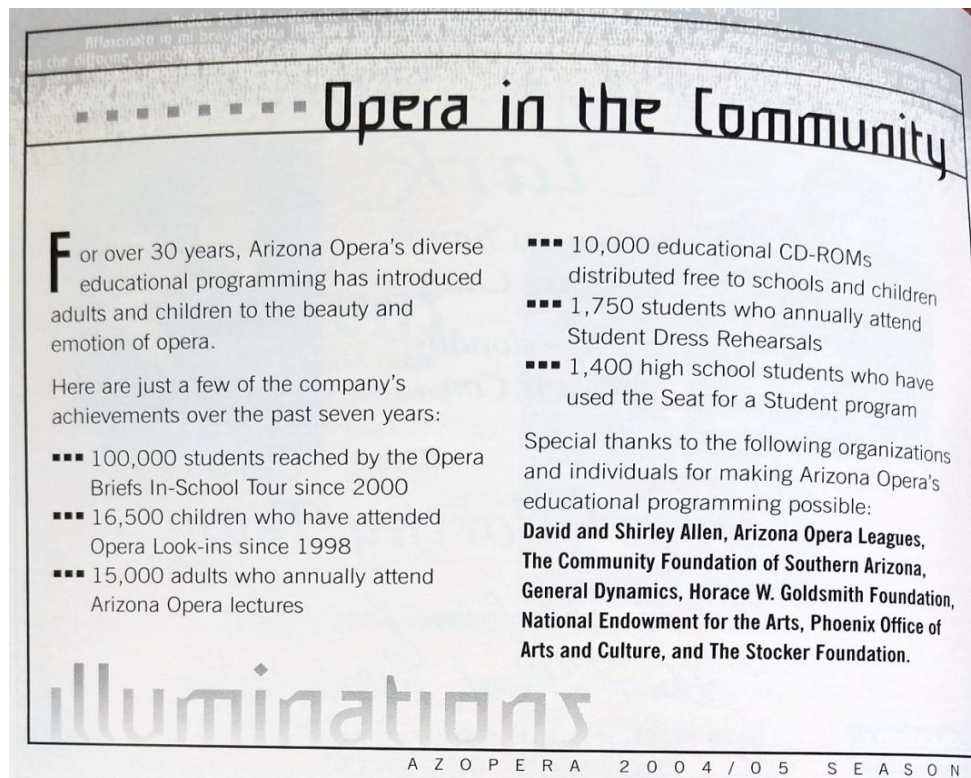 Opera in the Community
For over 30 years, Arizona Opera's diverse
educational programming has introduced
adults and children to the beauty and
emotion of opera.
Here are just a few of the company's
achievements over the past seven years:
100,000 students reached by the Opera
Briefs In-School Tour since 2000
16,500 children who have attended
Opera Look-ins since 1998
15,000 adults who annually attend
Arizona Opera lectures
10,000 educational CD-ROMs
distributed free to schools and children
1,750 students who annually attend
Student Dress Rehearsals
1,400 high school students who have
used the Seat for a Student program
Special thanks to the following organizations
and individuals for making Arizona Opera's
educational programming possible:
David and Shirley Allen, Arizona Opera Leagues,
The Community Foundation of Southern Arizona,
General Dynamics, Horace W. Goldsmith Foundation,
National Endowment for the Arts, Phoenix Office of
Arts and Culture, and The Stocker Foundation.
illuminations
AZOPERA 2004/05 SEASON